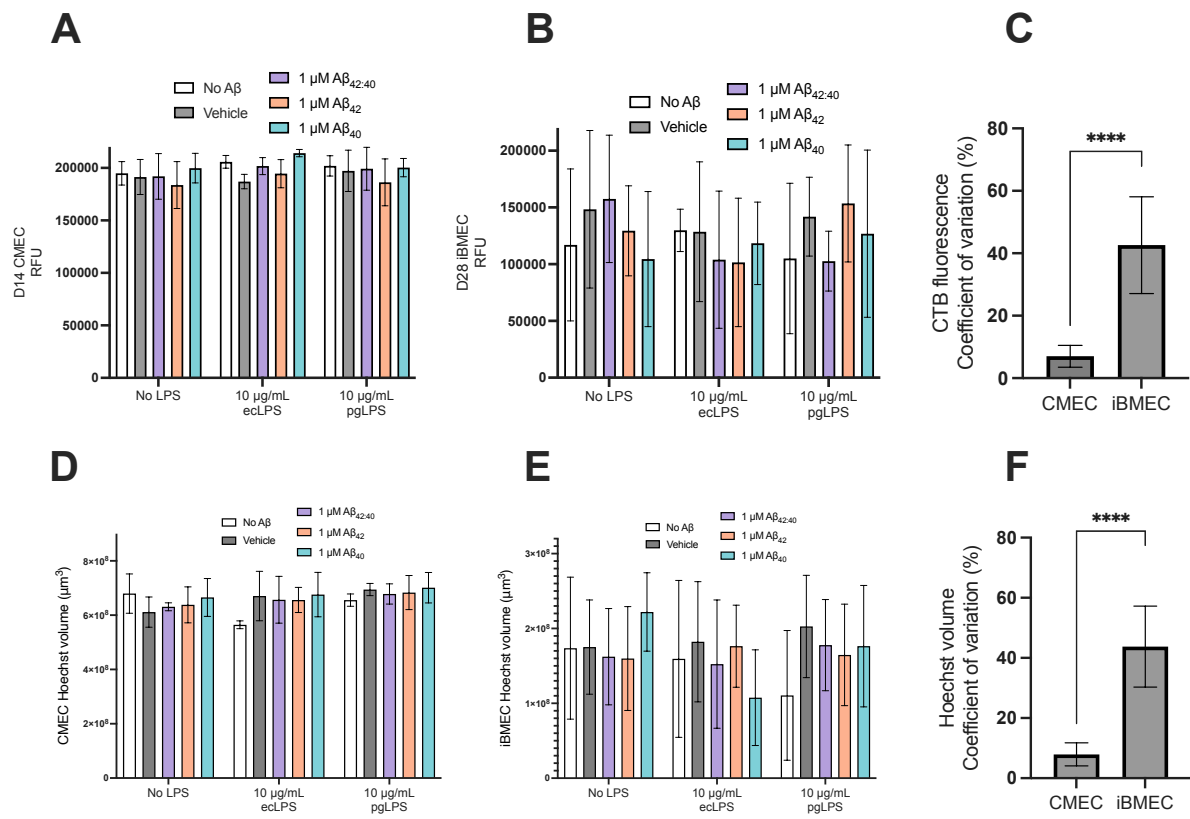 A
No Aβ
Vehicle
1 µM Aβ42:40
1 µM Aβ42
1 µM Aβ40
D14 CMEC
RFU
200000
150000
100000
50000
0
No LPS
10 µg/mL
ecLPS
10 µg/mL
pgLPS
B
No Aβ
Vehicle
1 µM Aβ42:40
1 µM Aβ42
1 µM Aβ40
D28 iBMEC
RFU
200000
150000
100000
50000
0
No LPS
10 µg/mL
ecLPS
10 µg/mL
pgLPS
C
CTB fluorescence
Coefficient of variation (%)
80
60
40
20
0
****
CMEC
iBMEC
D
No Aβ
Vehicle
1 µM Aβ42:40
1 µM Aβ42
1 µM Aβ40
CMEC Hoechst volume (µm³)
8×10⁸
6×10⁸
4×10⁸
2×10⁸
0
No LPS
10 µg/mL
ecLPS
10 µg/mL
pgLPS
E
No Aβ
Vehicle
1 µM Aβ42:40
1 µM Aβ42
1 µM Aβ40
iBMEC Hoechst volume (µm³)
3×10⁸
2×10⁸
1×10⁸
0
No LPS
10 µg/mL
ecLPS
10 µg/mL
pgLPS
F
Hoechst volume
Coefficient of variation (%)
80
60
40
20
0
****
CMEC
iBMEC